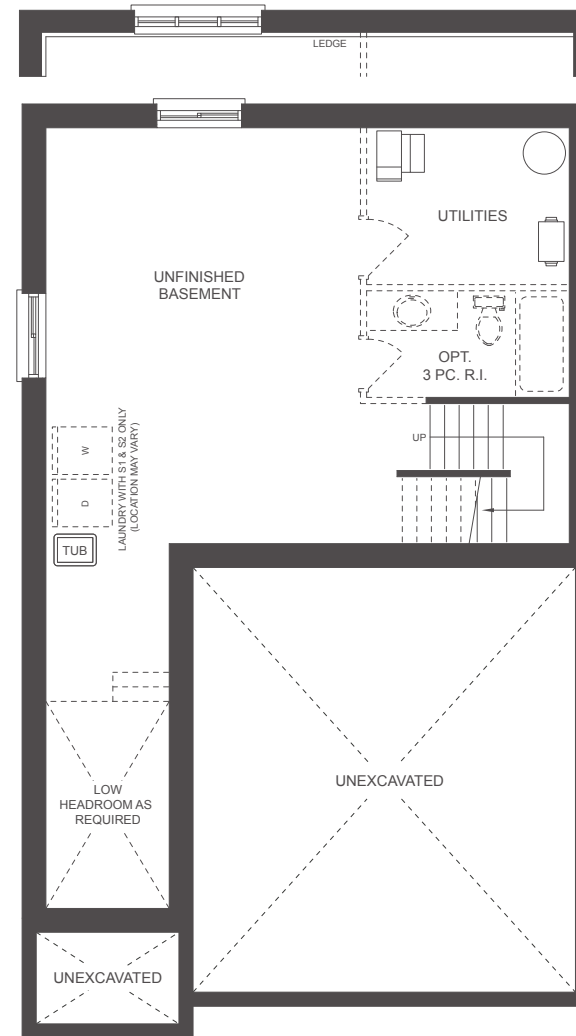 LEDGE
UTILITIES
UNFINISHED
BASEMENT
OPT.
3 PC. R.I.
UP
W
D
LAUNDRY WITH S1 & S2 ONLY
(LOCATION MAY VARY)
TUB
UNEXCAVATED
LOW
HEADROOM AS
REQUIRED
UNEXCAVATED